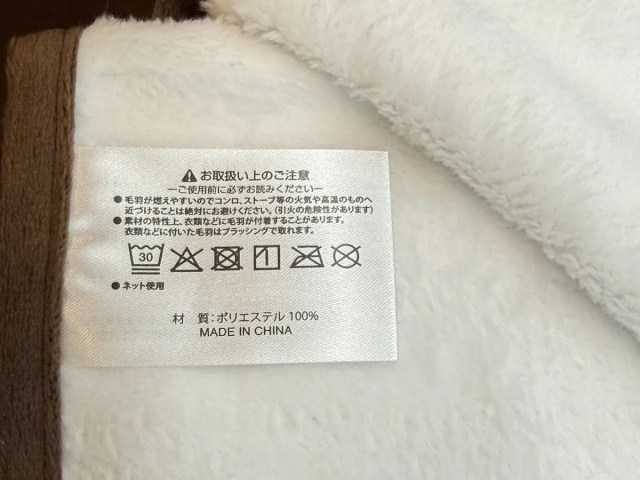 ⚠お取扱い上のご注意
―ご使用前に必ずお読みください―
●毛羽が燃えやすいのでコンロ、ストーブ等の火気や高温のものへ
近づけることは絶対にお避けください。(引火の危険性があります)
●素材の特性上、衣類などに毛羽が付着することがあります。
衣類などに付いた毛羽はブラッシングで取れます。
30
●ネット使用
材 質:ポリエステル 100%
MADE IN CHINA